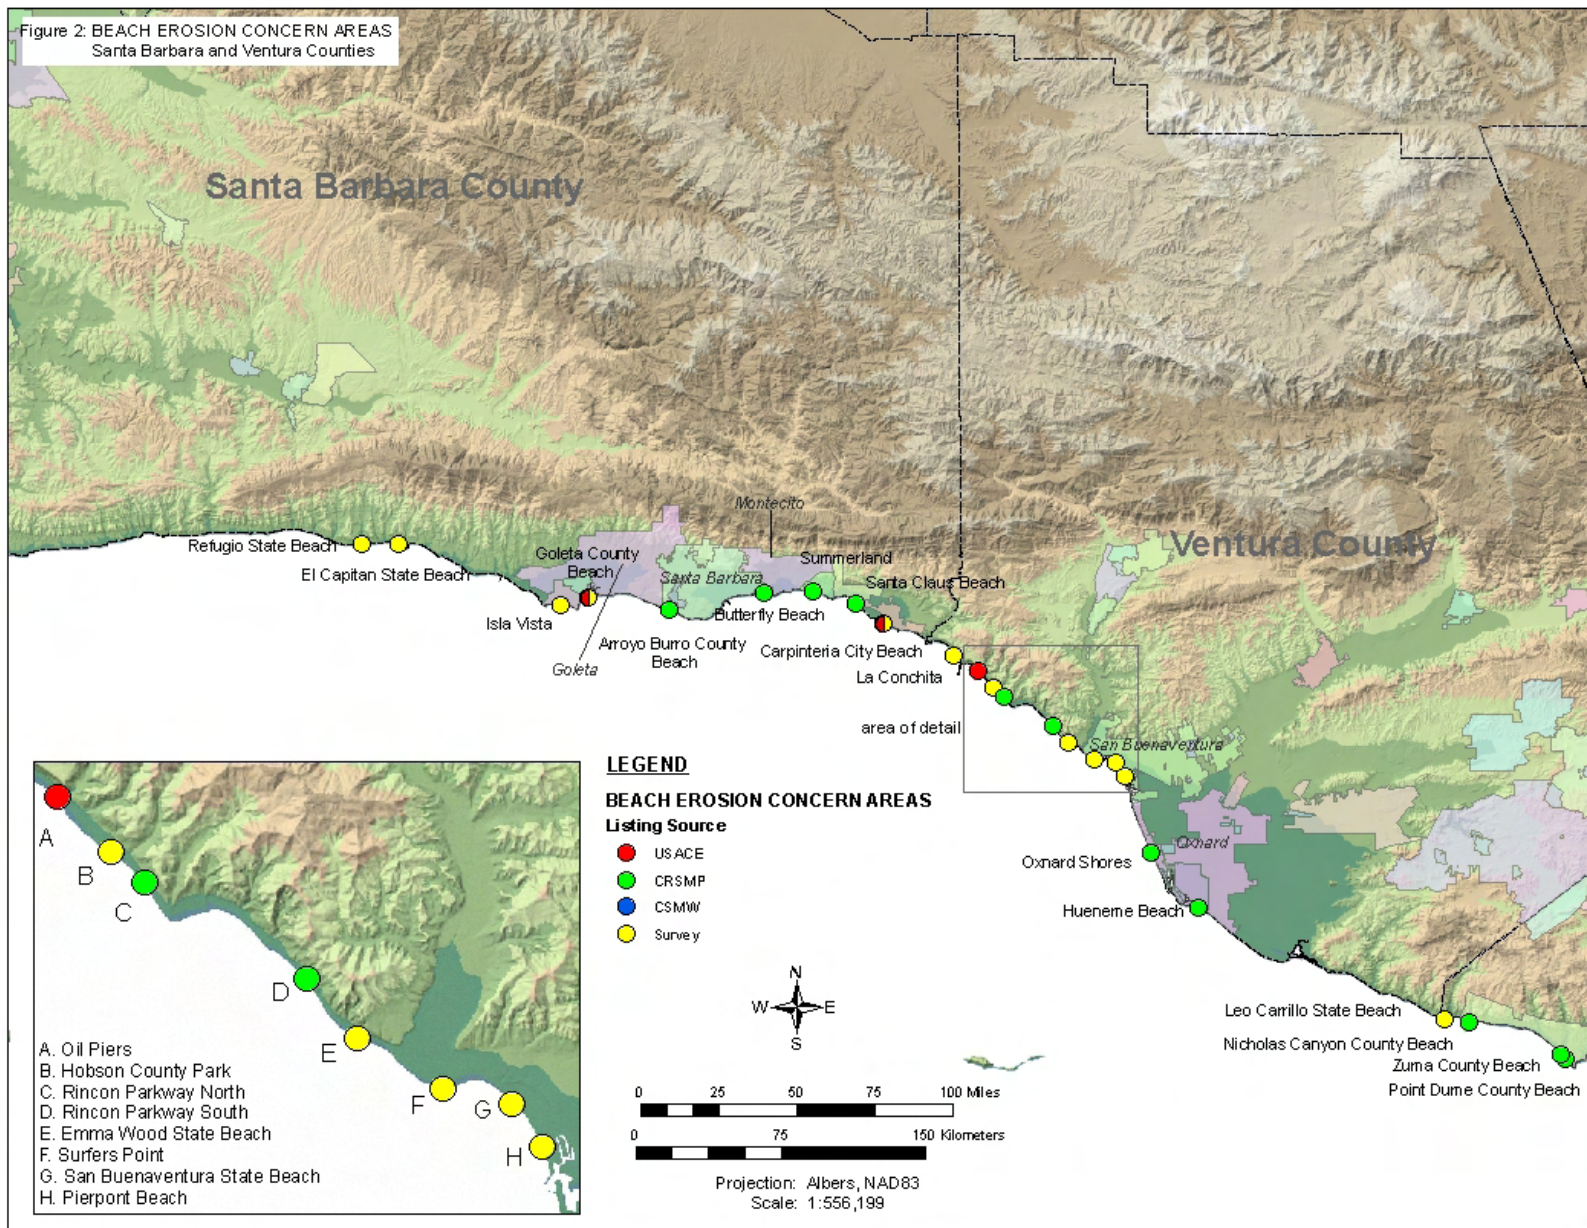 Figure 2: BEACH EROSION CONCERN AREAS
Santa Barbara and Ventura Counties
Santa Barbara County
Ventura County
Montecito
Refugio State Beach
El Capitan State Beach
Goleta County
Beach
Santa Barbara
Summerland
Santa Claus Beach
Isla Vista
Butterfly Beach
Goleta
Arroyo Burro County
Beach
Carpinteria City Beach
La Conchita
area of detail
San Buenaventura
Oxnard
Oxnard Shores
Hueneme Beach
Leo Carrillo State Beach
Nicholas Canyon County Beach
Zuma County Beach
Point Dume County Beach
LEGEND
BEACH EROSION CONCERN AREAS
Listing Source
USACE
CRSMP
CSMW
Survey
N
W
E
S
0 25 50 75 100 Miles
0 75 150 Kilometers
Projection: Albers, NAD83
Scale: 1:556,199
A
B
C
D
E
F
G
H
A. Oil Piers
B. Hobson County Park
C. Rincon Parkway North
D. Rincon Parkway South
E. Emma Wood State Beach
F. Surfers Point
G. San Buenaventura State Beach
H. Pierpont Beach